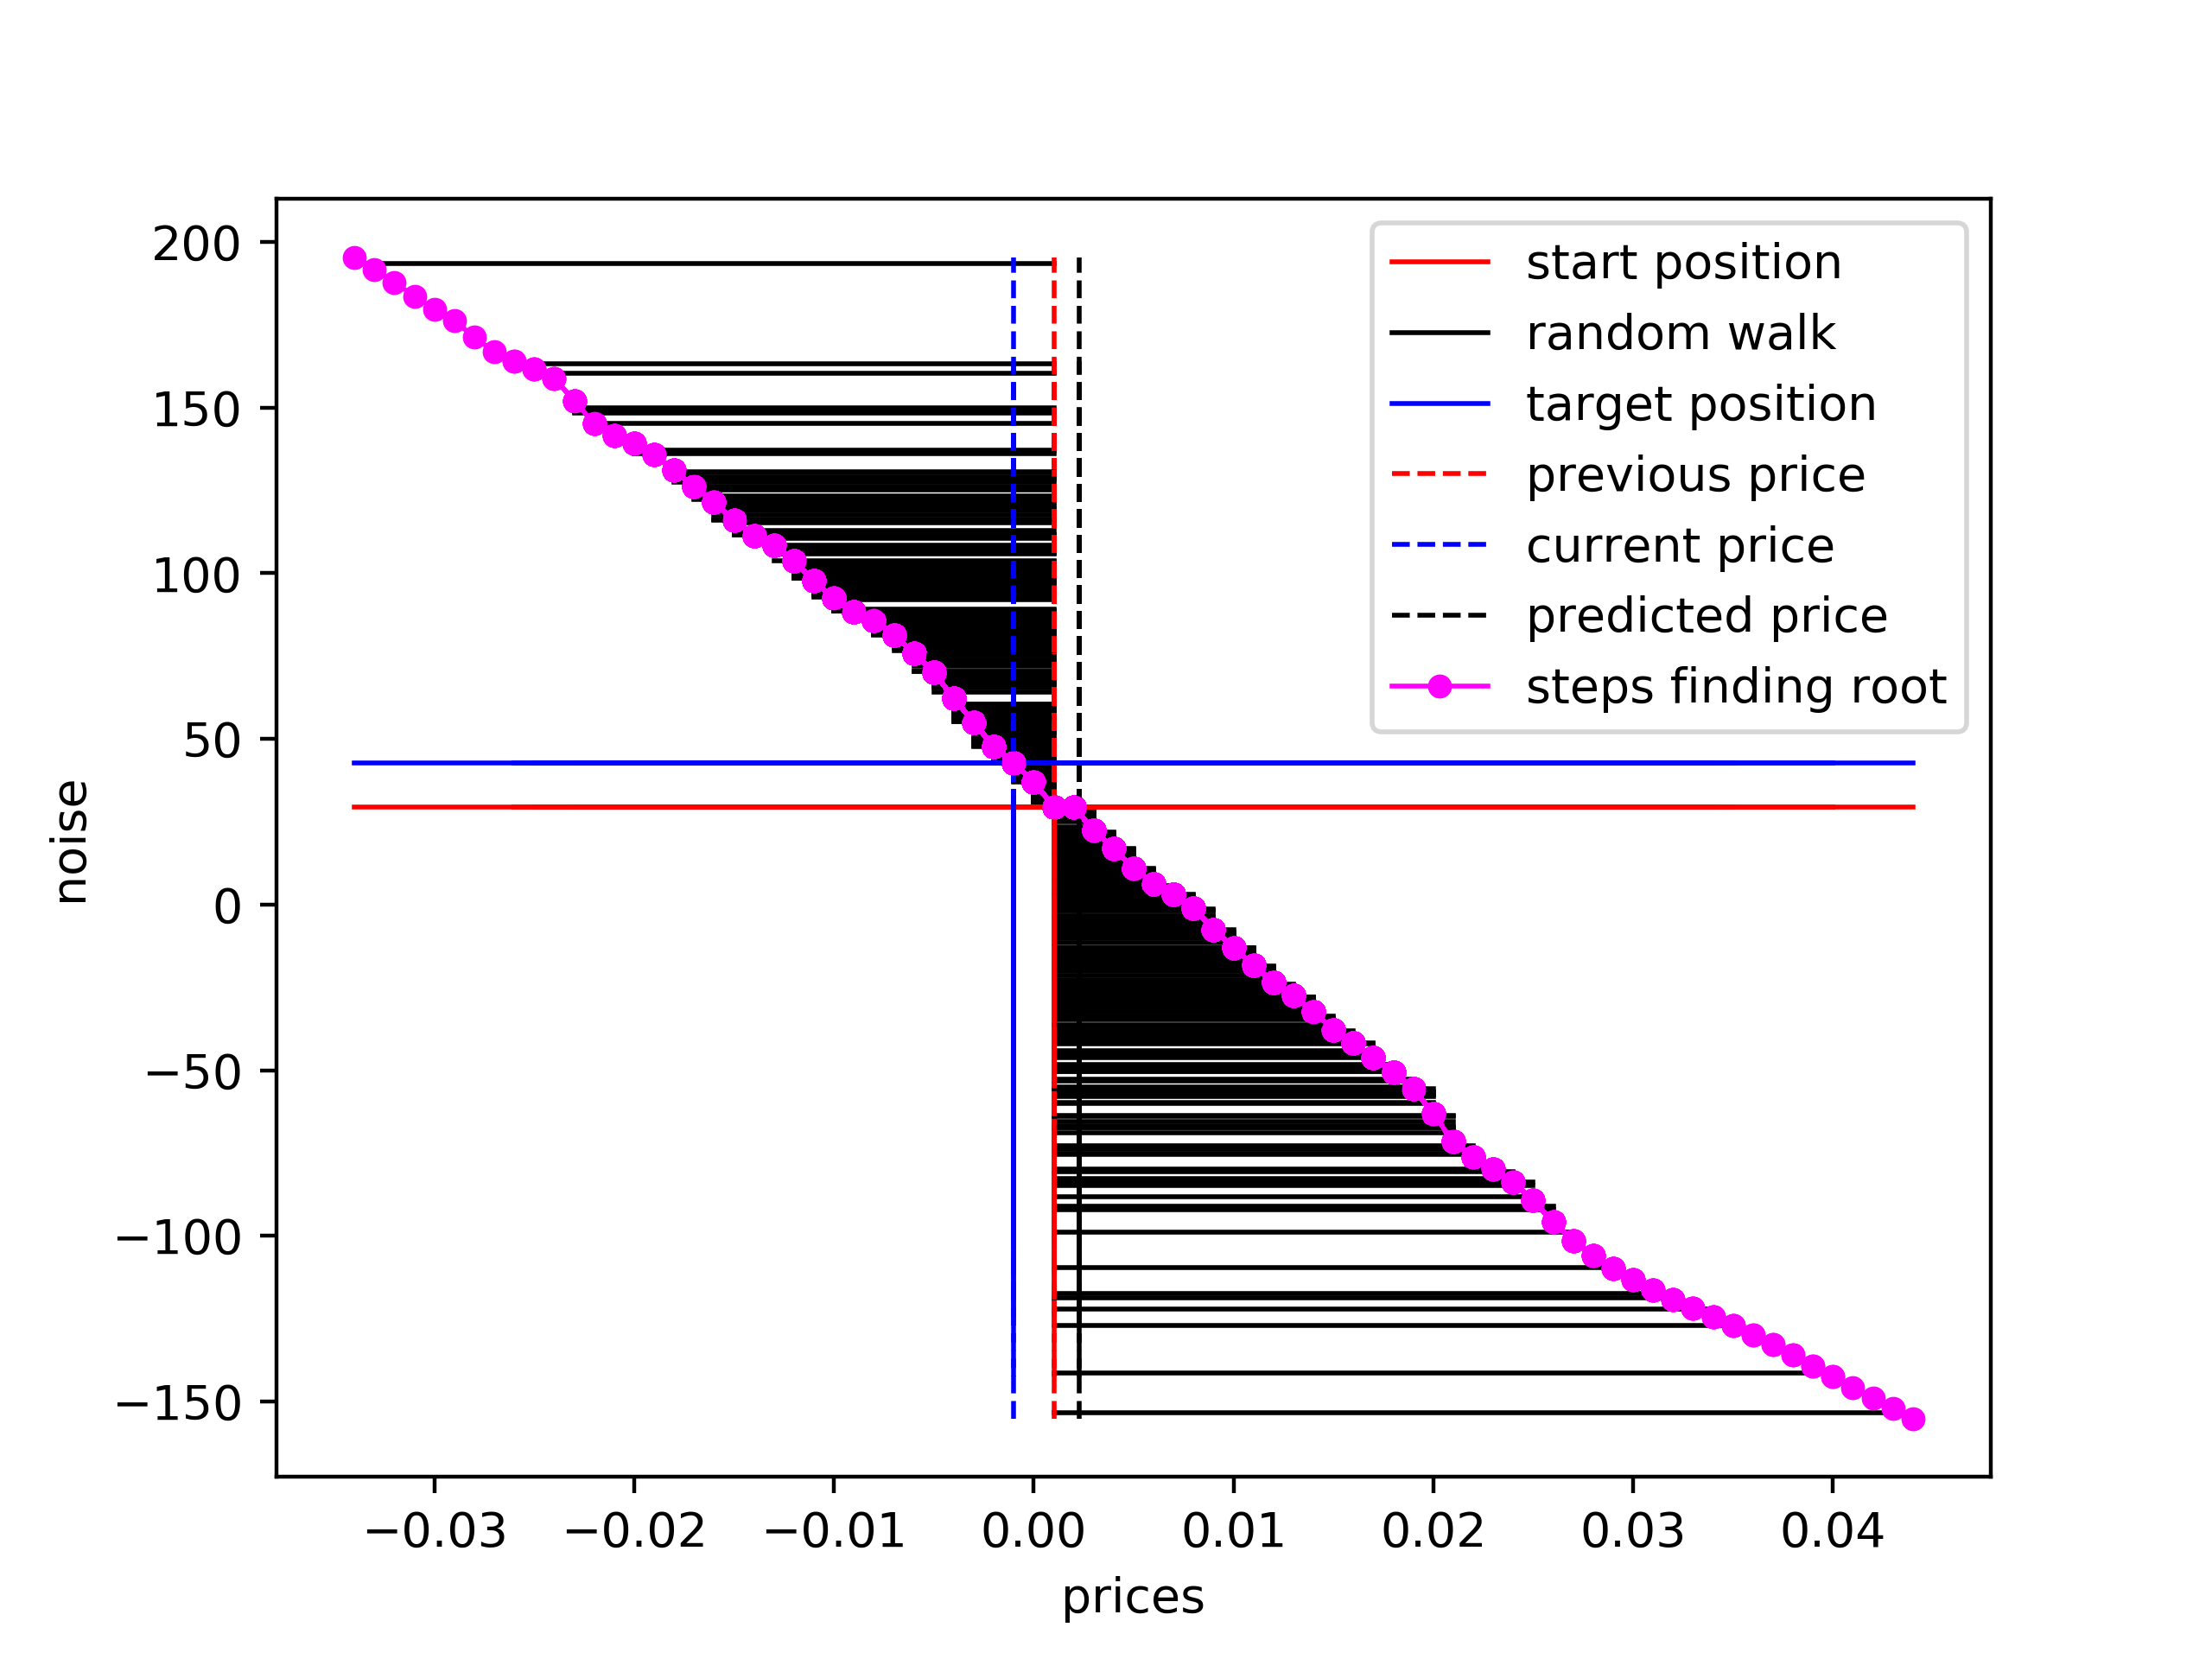 200
150
100
50
0
−50
−100
−150
noise
start position
random walk
target position
previous price
current price
predicted price
steps finding root
−0.03 −0.02 −0.01 0.00 0.01 0.02 0.03 0.04
prices